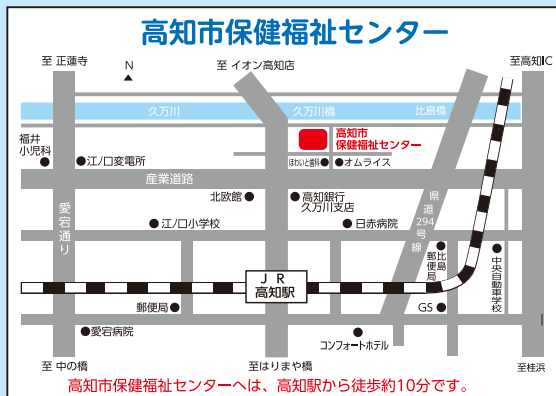 高知市保健福祉センター
至 正蓮寺
N
至 イオン高知店
至高知IC
久万川
久万川橋
比島橋
福井
小児科
江ノ口変電所
高知市
保健福祉センター
ほわいと歯科
オムライス
産業道路
愛宕通り
北欧館
高知銀行
久万川支店
県道294号線
江ノ口小学校
日赤病院
比島
郵便局
中央自動車学校
JR
高知駅
郵便局
GS
愛宕病院
コンフォートホテル
至 中の橋
至はりまや橋
至桂浜
高知市保健福祉センターへは、高知駅から徒歩約10分です。